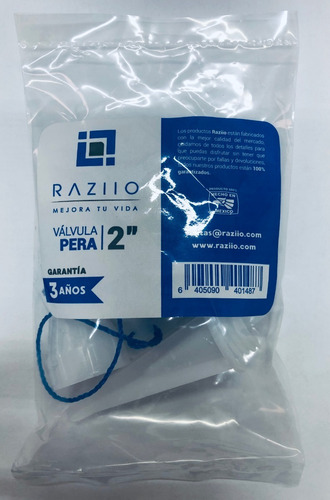 RAZIIO
MEJORA TU VIDA
VÁLVULA
PERA 2"
GARANTÍA
3 AÑOS
Los productos Raziio están fabricados
con la mejor calidad del mercado,
cuidamos de todos los detalles para
que puedas disfrutar sin tener que
preocuparte por fallas y devoluciones,
nuestros productos están 100%
garantizados.
HECHO EN
MÉXICO
@raziio.com
www.raziio.com
6 405090 401487